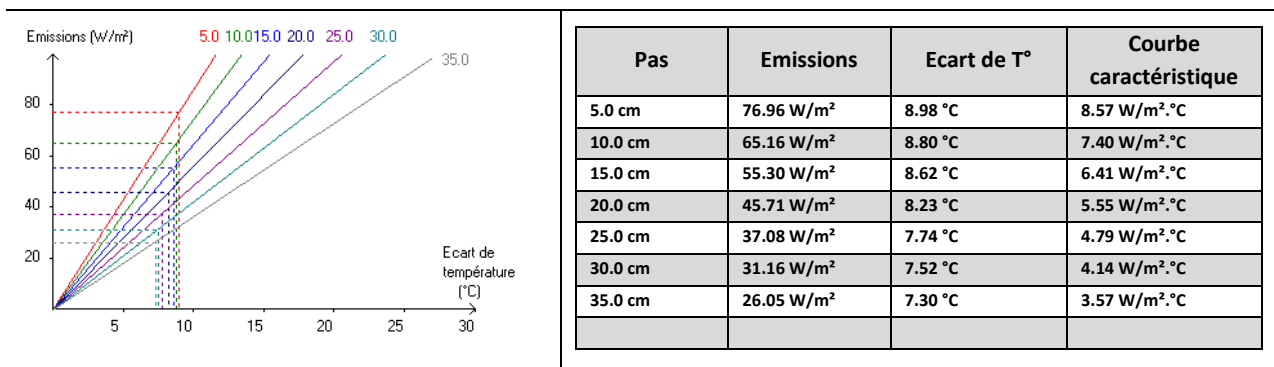 Emissions (W/m²) 5.0 10.0 15.0 20.0 25.0 30.0
35.0
80
60
40
20
Ecart de
température
(°C)
5 10 15 20 25 30
Pas Emissions Ecart de T° Courbe
caractéristique
5.0 cm 76.96 W/m² 8.98 °C 8.57 W/m².°C
10.0 cm 65.16 W/m² 8.80 °C 7.40 W/m².°C
15.0 cm 55.30 W/m² 8.62 °C 6.41 W/m².°C
20.0 cm 45.71 W/m² 8.23 °C 5.55 W/m².°C
25.0 cm 37.08 W/m² 7.74 °C 4.79 W/m².°C
30.0 cm 31.16 W/m² 7.52 °C 4.14 W/m².°C
35.0 cm 26.05 W/m² 7.30 °C 3.57 W/m².°C